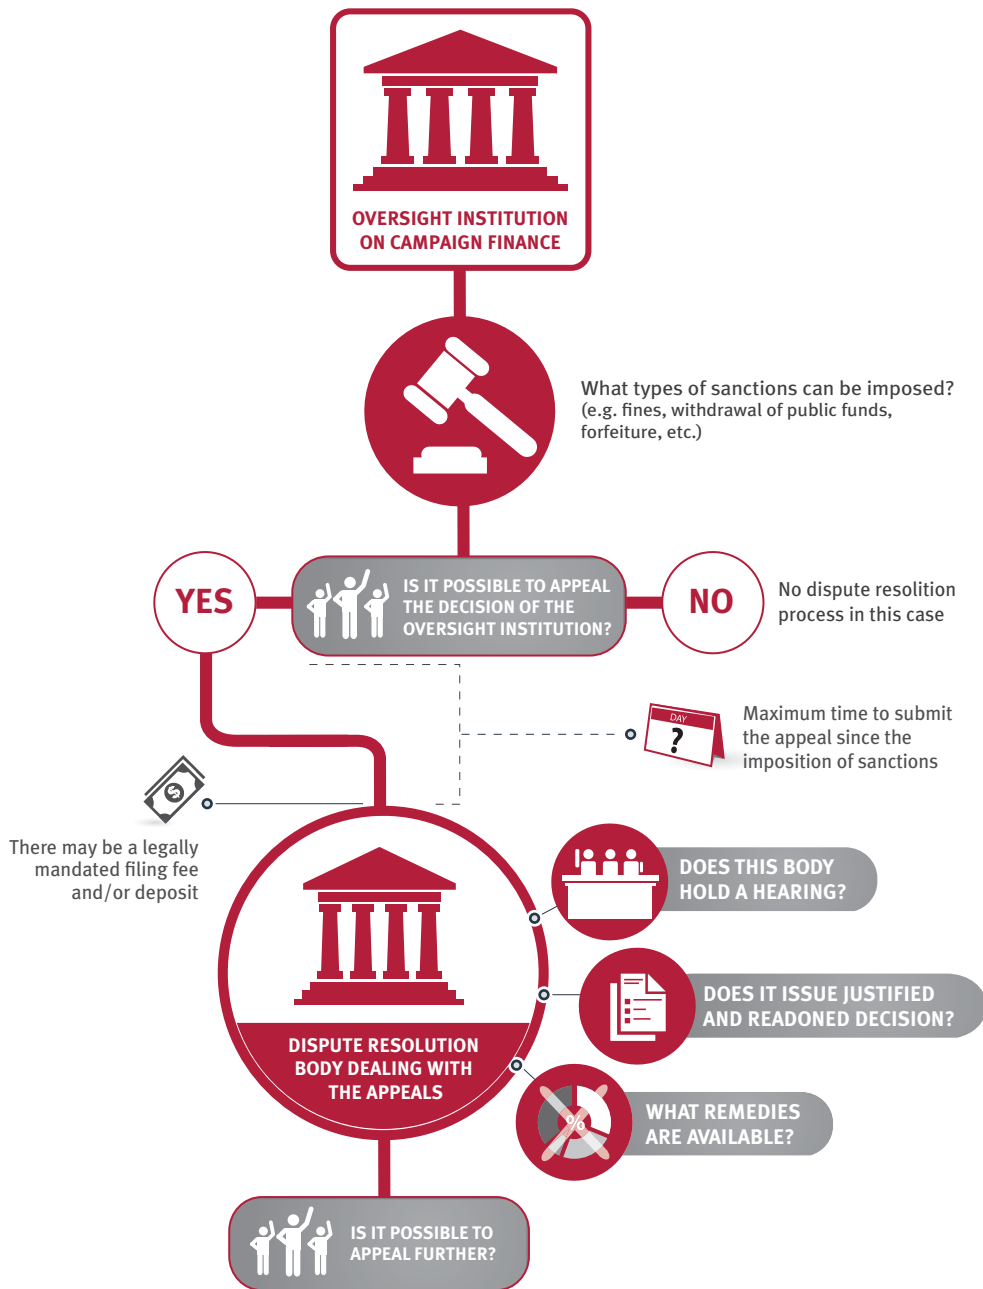 OVERSIGHT INSTITUTION
ON CAMPAIGN FINANCE
What types of sanctions can be imposed?
(e.g. fines, withdrawal of public funds,
forfeiture, etc.)
YES
IS IT POSSIBLE TO APPEAL
THE DECISION OF THE
OVERSIGHT INSTITUTION?
NO
No dispute resolition
process in this case
DAY
?
Maximum time to submit
the appeal since the
imposition of sanctions
$
There may be a legally
mandated filing fee
and/or deposit
DOES THIS BODY
HOLD A HEARING?
DOES IT ISSUE JUSTIFIED
AND READONED DECISION?
DISPUTE RESOLUTION
BODY DEALING WITH
THE APPEALS
%
WHAT REMEDIES
ARE AVAILABLE?
IS IT POSSIBLE TO
APPEAL FURTHER?